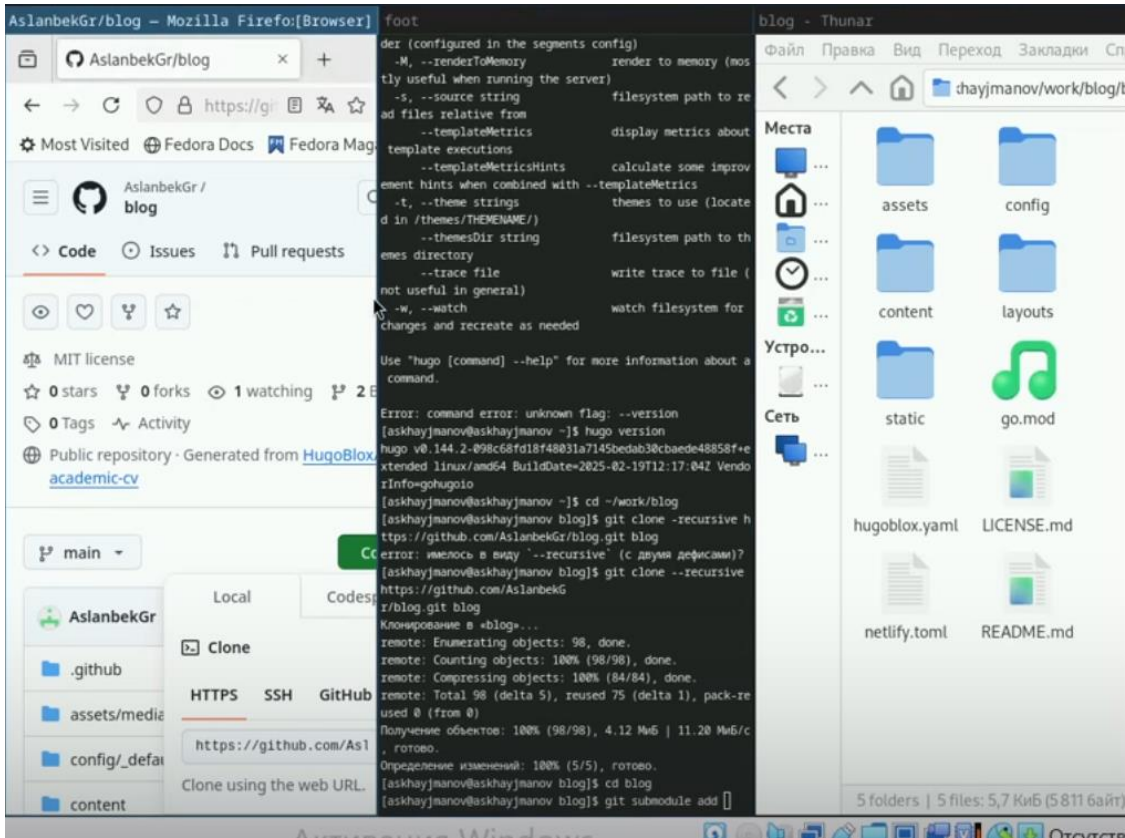 AslanbekGr/blog — Mozilla Firefo:[Browser]
AslanbekGr/blog
https://gi
Most Visited Fedora Docs Fedora Mag
AslanbekGr /
blog
Code Issues Pull requests
MIT license
0 stars 0 forks 1 watching 2
0 Tags Activity
Public repository · Generated from HugoBlox
academic-cv
main
Local Codesp
AslanbekGr
Clone
.github
HTTPS SSH GitHub
assets/media
https://github.com/Asl
config/_defau
Clone using the web URL.
content
foot
der (configured in the segments config)
-M, --renderToMemory render to memory (mos
tly useful when running the server)
-s, --source string filesystem path to re
ad files relative from
--templateMetrics display metrics about
template executions
--templateMetricsHints calculate some improv
ement hints when combined with --templateMetrics
-t, --theme strings themes to use (locate
d in /themes/THEMENAME/)
--themesDir string filesystem path to th
emes directory
--trace file write trace to file (
not useful in general)
-w, --watch watch filesystem for
changes and recreate as needed
Use "hugo [command] --help" for more information about a
command.
Error: command error: unknown flag: --version
[askhayjmanov@askhayjmanov ~]$ hugo version
hugo v0.144.2-098c68fd18f48031a7145bedab30cbaede48858f+e
xtended linux/amd64 BuildDate=2025-02-19T12:17:04Z Vendo
rInfo=gohugoio
[askhayjmanov@askhayjmanov ~]$ cd ~/work/blog
[askhayjmanov@askhayjmanov blog]$ git clone -recursive h
ttps://github.com/AslanbekGr/blog.git blog
error: имелось в виду `--recursive` (с двумя дефисами)?
[askhayjmanov@askhayjmanov blog]$ git clone --recursive
https://github.com/AslanbekG
r/blog.git blog
Клонирование в «blog»...
remote: Enumerating objects: 98, done.
remote: Counting objects: 100% (98/98), done.
remote: Compressing objects: 100% (84/84), done.
remote: Total 98 (delta 5), reused 75 (delta 1), pack-re
used 0 (from 0)
Получение объектов: 100% (98/98), 4.12 МиБ | 11.20 МиБ/с
, готово.
Определение изменений: 100% (5/5), готово.
[askhayjmanov@askhayjmanov blog]$ cd blog
[askhayjmanov@askhayjmanov blog]$ git submodule add
blog - Thunar
Файл Правка Вид Переход Закладки Сп
:hayjmanov/work/blog/b
Места
Устро...
Сеть
assets config
content layouts
static go.mod
hugoblox.yaml LICENSE.md
netlify.toml README.md
5 folders | 5 files: 5,7 КиБ (5 811 байт)